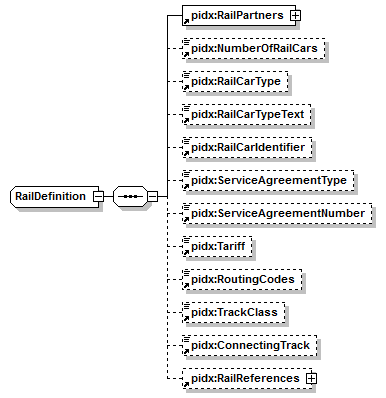 pidx:RailPartners
pidx:NumberOfRailCars
pidx:RailCarType
pidx:RailCarTypeText
pidx:RailCarIdentifier
pidx:ServiceAgreementType
RailDefinition
pidx:ServiceAgreementNumber
pidx:Tariff
pidx:RoutingCodes
pidx:TrackClass
pidx:ConnectingTrack
pidx:RailReferences